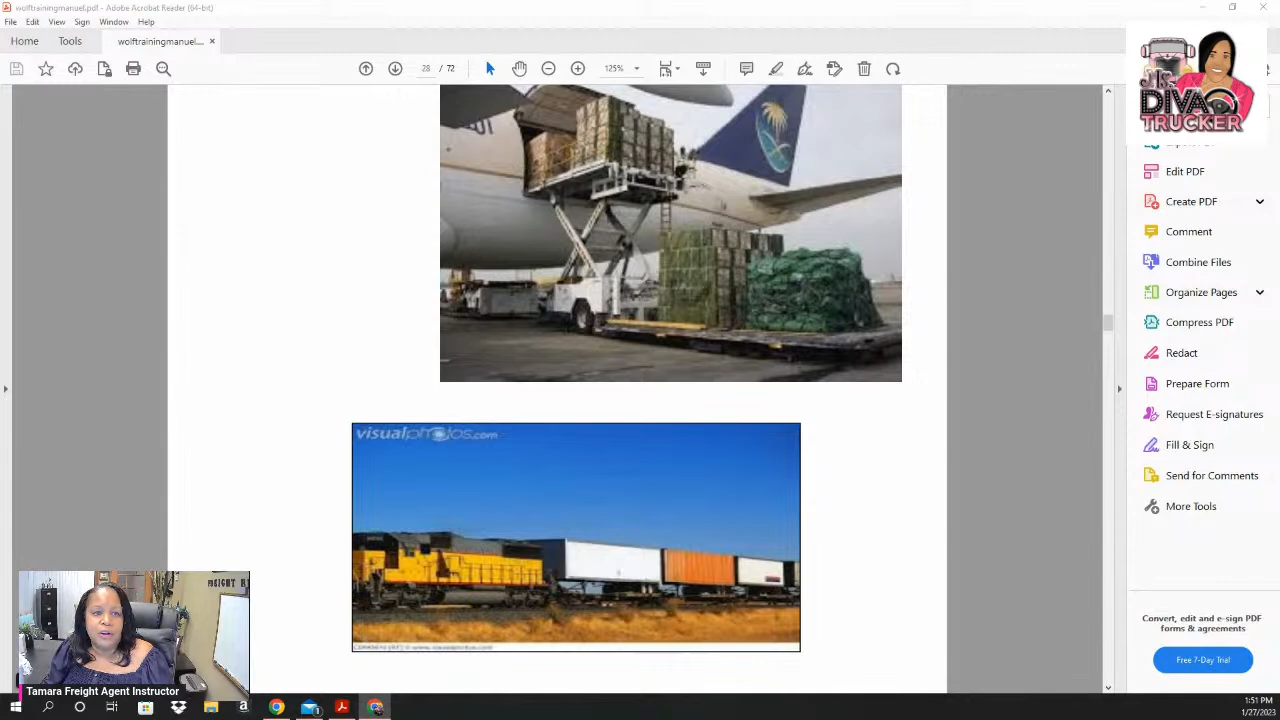 wolftrainingmanuel.pdf - Adobe Acrobat Reader (64-bit)
File Edit View Sign Window Help
Home Tools wolftrainingmanuel...
28 / 72 125%
Ms.
DIVA
TRUCKER
Edit PDF
Create PDF
Comment
Combine Files
Organize Pages
Compress PDF
Redact
Prepare Form
Request E-signatures
Fill & Sign
Send for Comments
More Tools
Convert, edit and e-sign PDF
forms & agreements
Free 7-Day Trial
visualphotos.com
Tamara Freight Agent Instructor
1:51 PM
1/27/2023